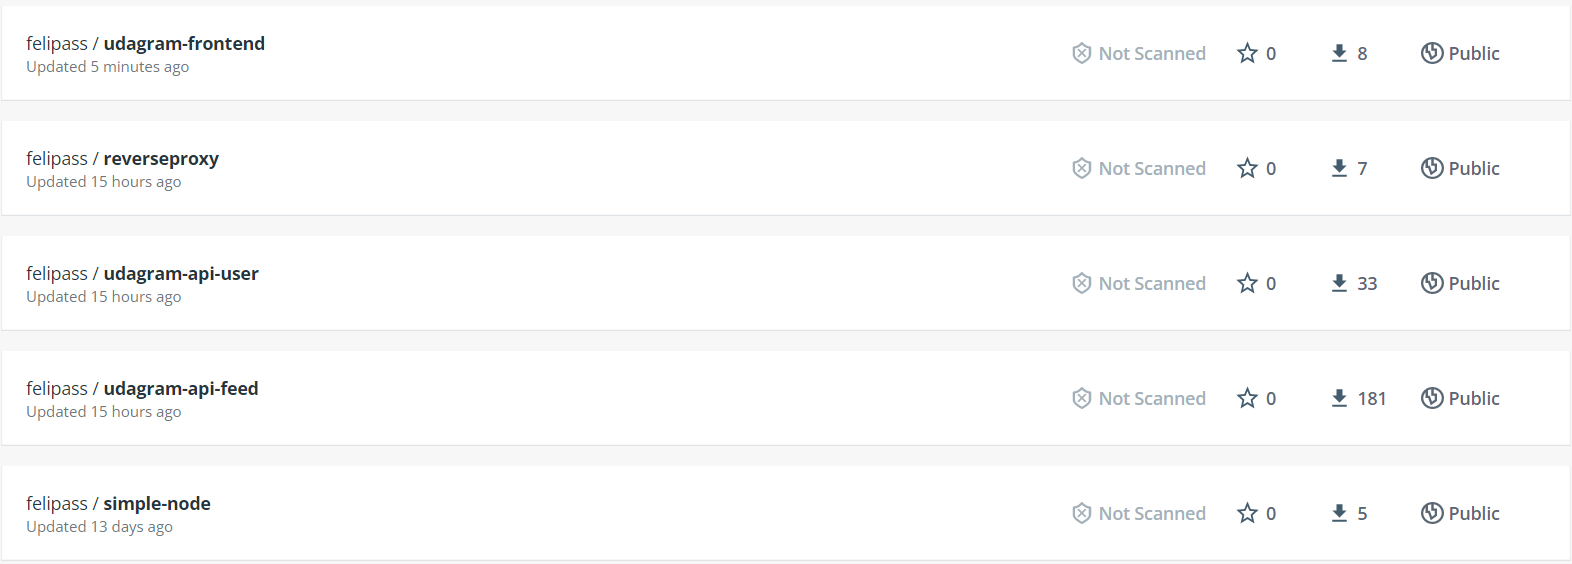 felipass / udagram-frontend
Updated 5 minutes ago
Not Scanned 0 8 Public
felipass / reverseproxy
Updated 15 hours ago
Not Scanned 0 7 Public
felipass / udagram-api-user
Updated 15 hours ago
Not Scanned 0 33 Public
felipass / udagram-api-feed
Updated 15 hours ago
Not Scanned 0 181 Public
felipass / simple-node
Updated 13 days ago
Not Scanned 0 5 Public